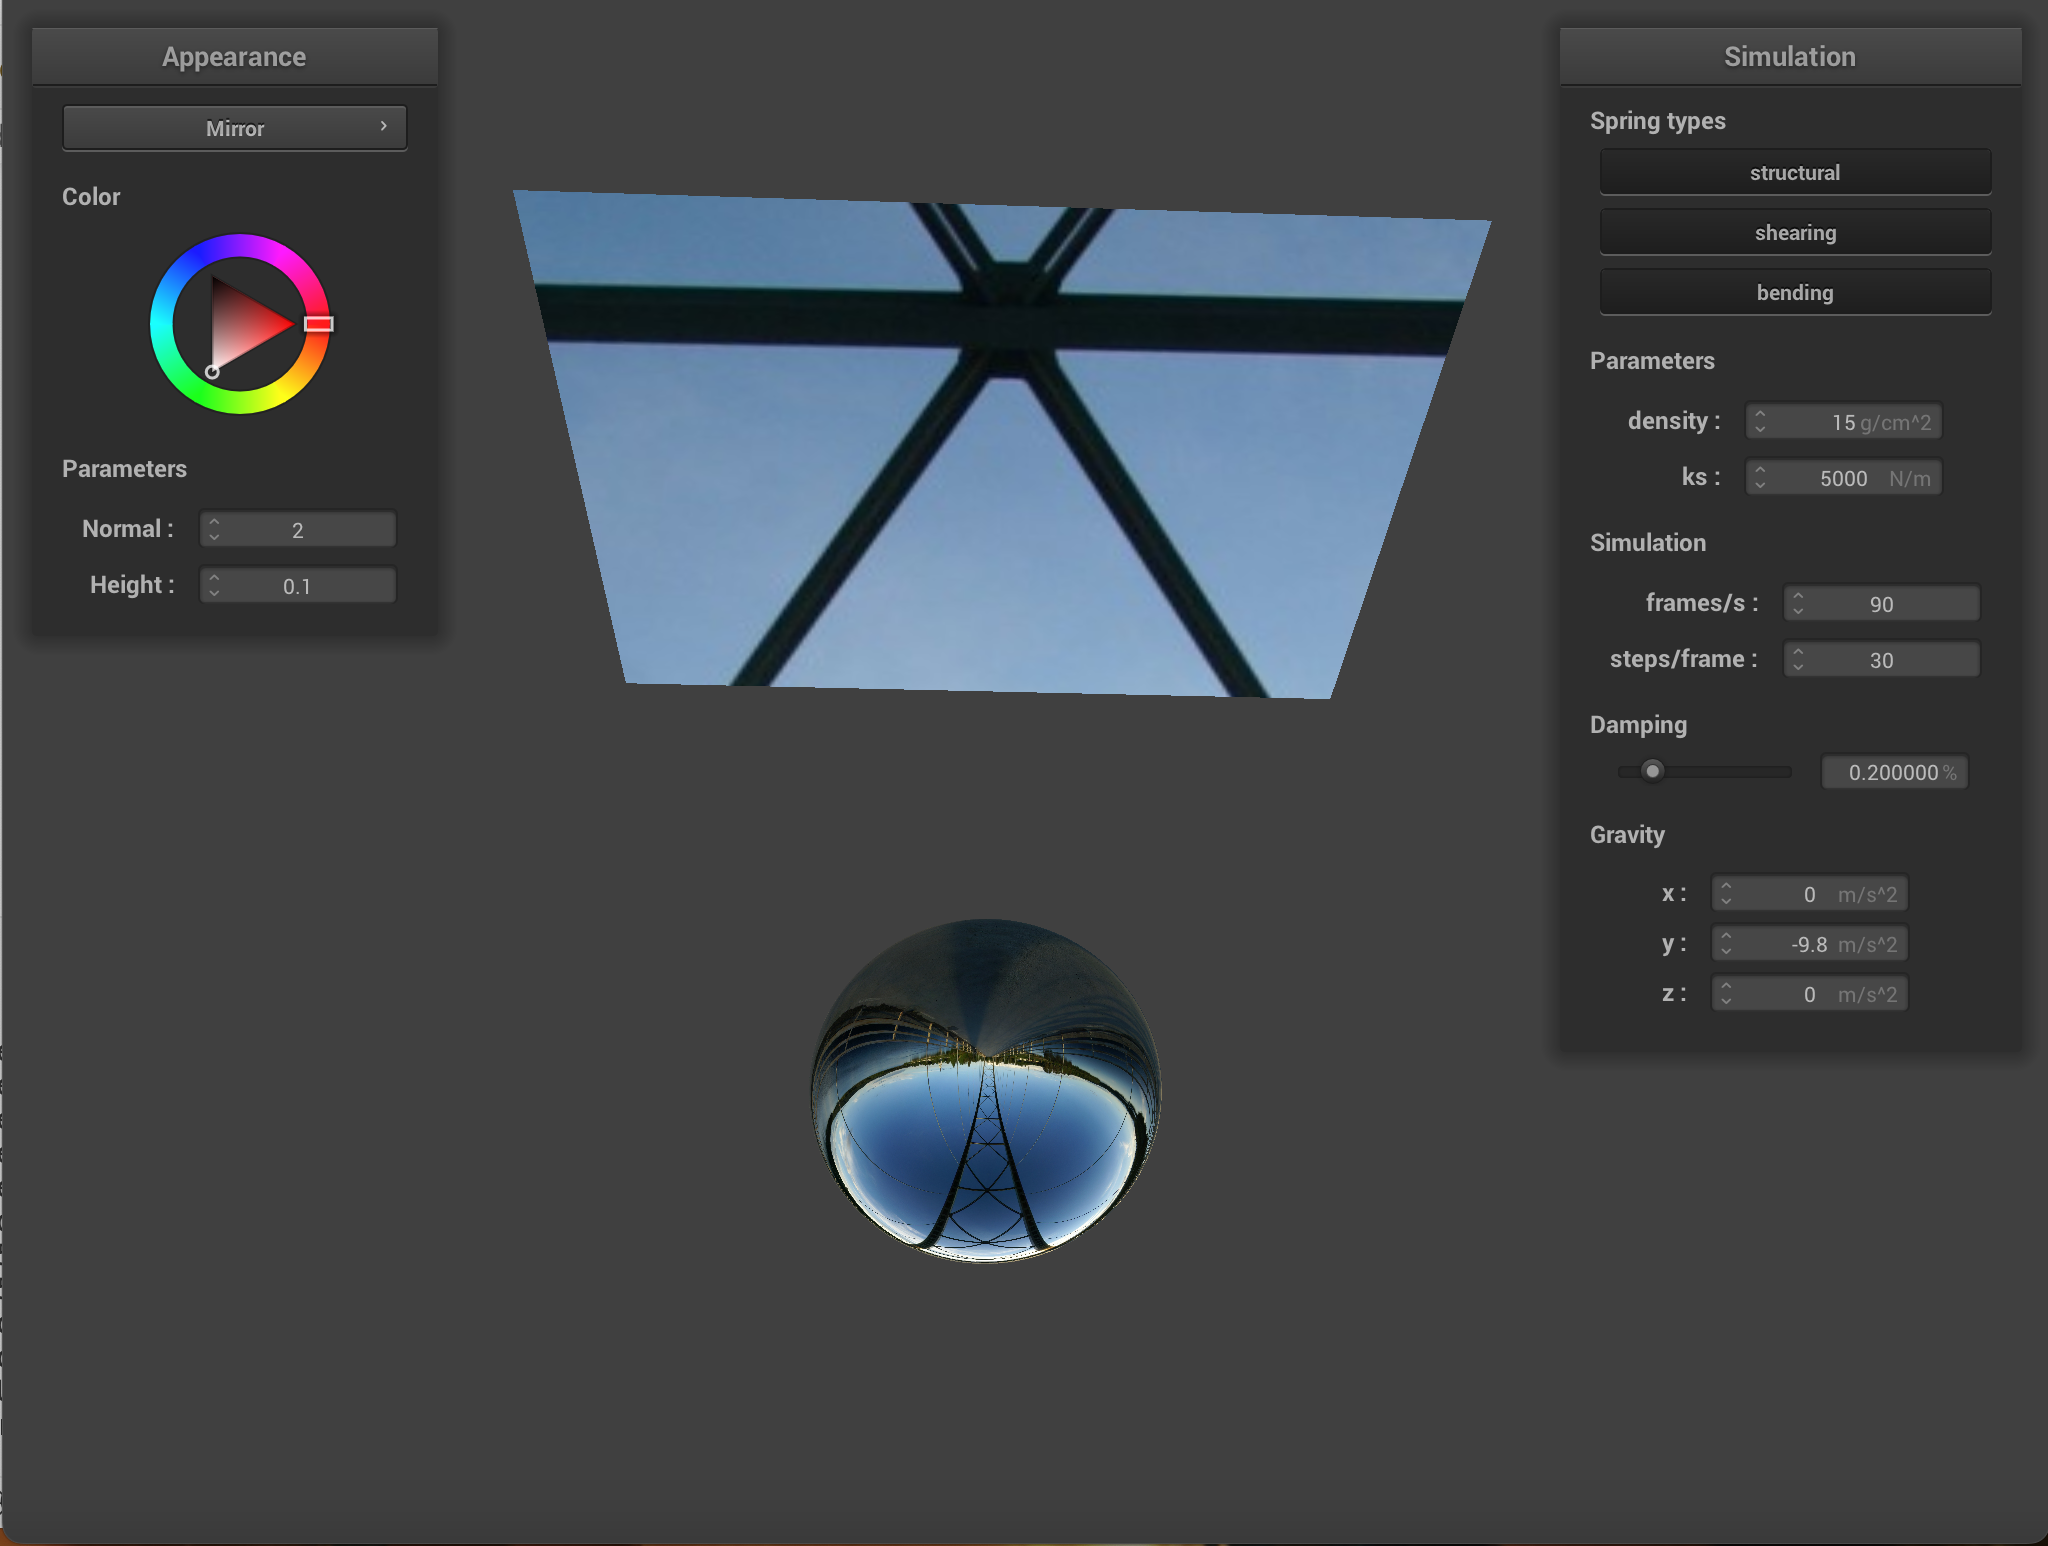 Appearance
Mirror
Color
Parameters
Normal : 2
Height : 0.1
Simulation
Spring types
structural
shearing
bending
Parameters
density : 15 g/cm^2
ks : 5000 N/m
Simulation
frames/s : 90
steps/frame : 30
Damping
0.200000 %
Gravity
x : 0 m/s^2
y : -9.8 m/s^2
z : 0 m/s^2